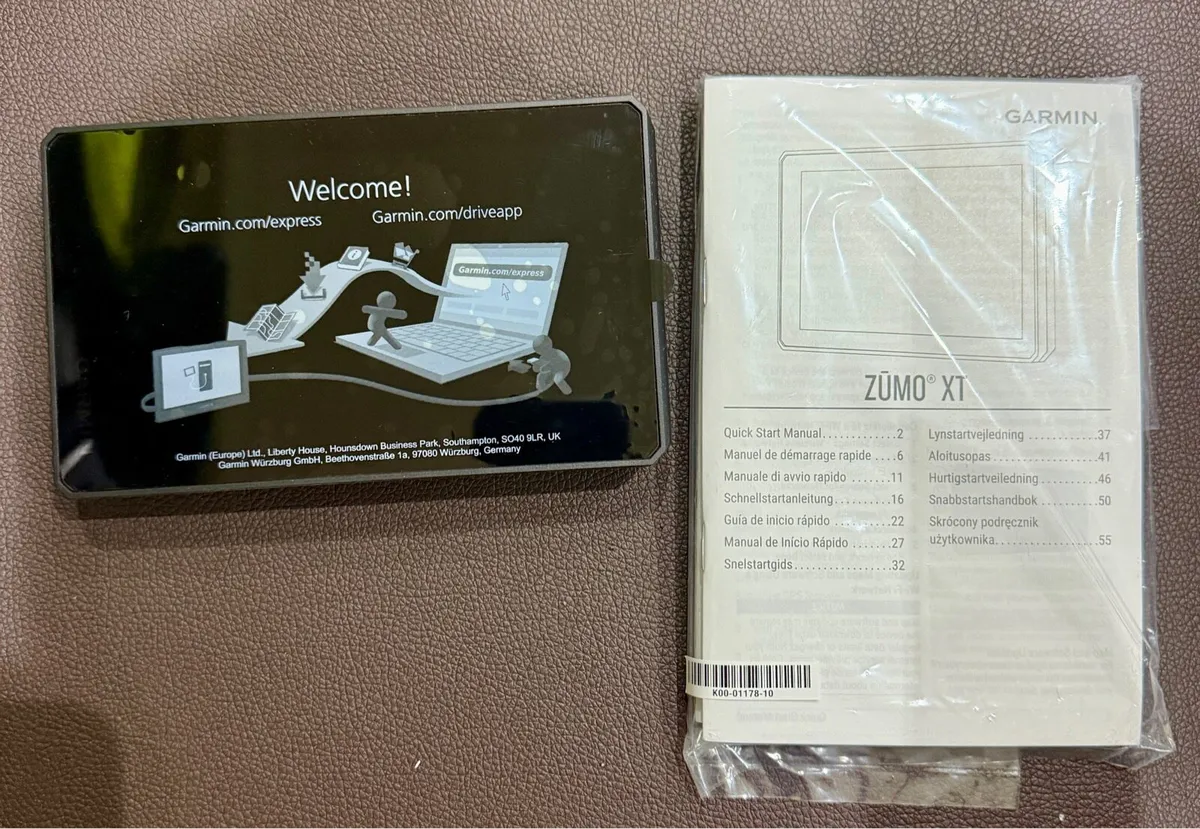 Welcome!
Garmin.com/express
Garmin.com/driveapp
Garmin.com/express
Garmin (Europe) Ltd., Liberty House, Hounsdown Business Park, Southampton, SO40 9LR, UK
Garmin Würzburg GmbH, Beethovenstraße 1a, 97080 Würzburg, Germany
GARMIN
ZŪMO® XT
Quick Start Manual............2
Manuel de démarrage rapide ....6
Manuale di avvio rapido .......11
Schnellstartanleitung.........16
Guía de inicio rápido .........22
Manual de Início Rápido .......27
Snelstartgids................32
Lynstartvejledning ..........37
Aloitusopas ................41
Hurtigstartveiledning.........46
Snabbstartshandbok .........50
Skrócony podręcznik
użytkownika................55
K00-01178-10